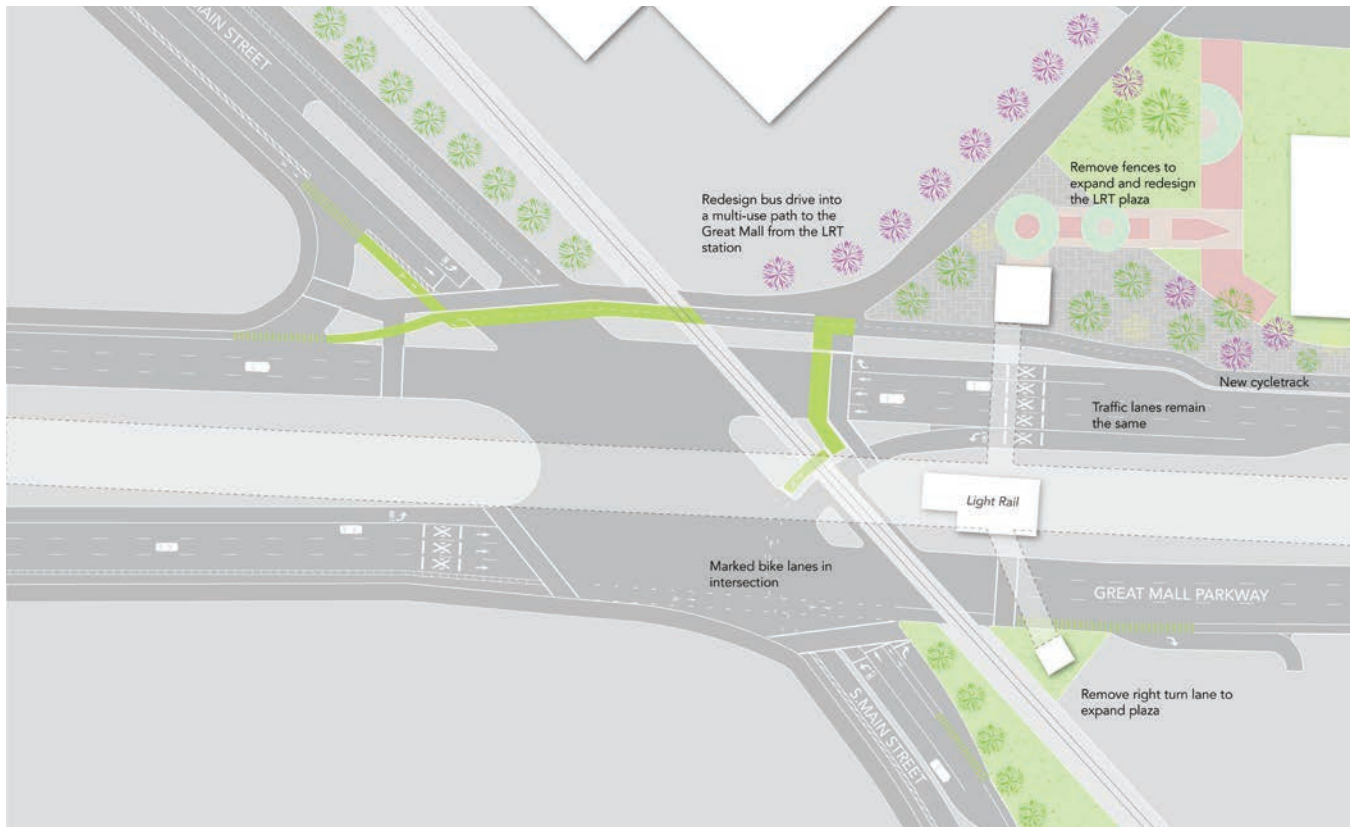 MAIN STREET
Redesign bus drive into
a multi-use path to the
Great Mall from the LRT
station
Remove fences to
expand and redesign
the LRT plaza
New cycletrack
Traffic lanes remain
the same
Light Rail
Marked bike lanes in
intersection
GREAT MALL PARKWAY
S.MAIN STREET
Remove right turn lane to
expand plaza